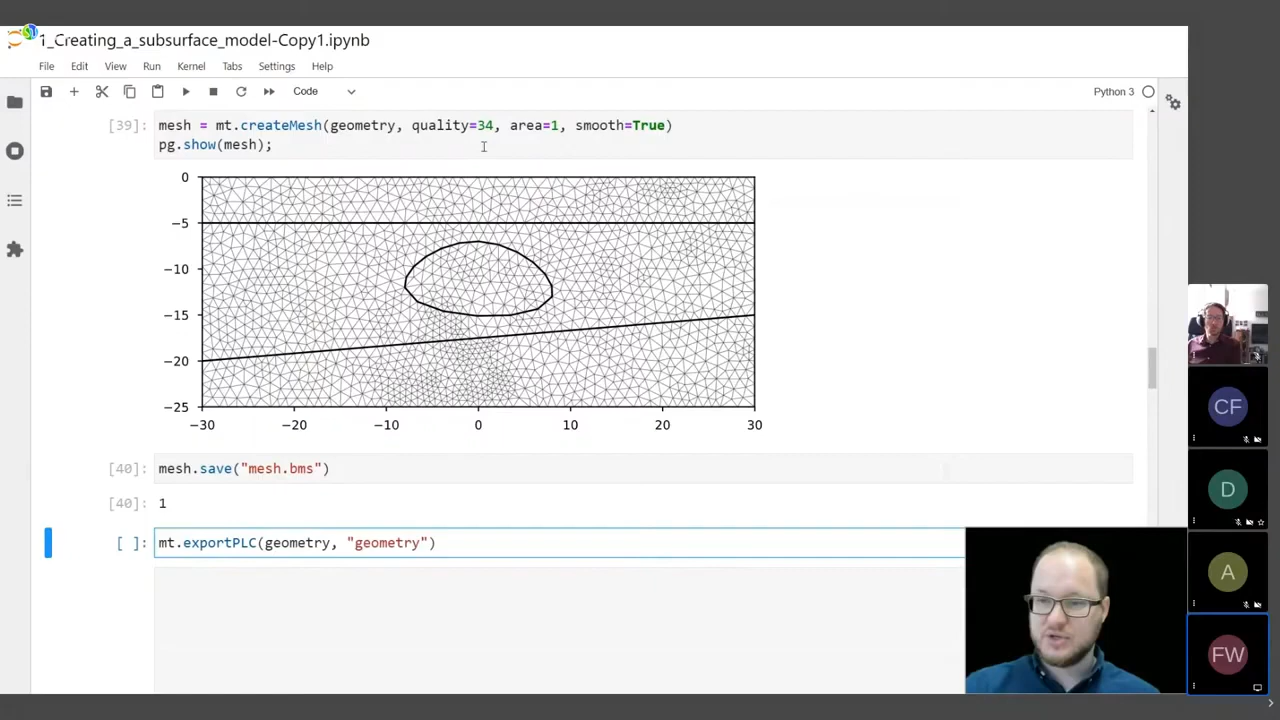 1_Creating_a_subsurface_model-Copy1.ipynb
File Edit View Run Kernel Tabs Settings Help
Code Python 3
[39]: mesh = mt.createMesh(geometry, quality=34, area=1, smooth=True)
pg.show(mesh);
0
−5
−10
−15
−20
−25
−30 −20 −10 0 10 20 30
[40]: mesh.save("mesh.bms")
[40]: 1
[ ]: mt.exportPLC(geometry, "geometry")
CF
D
A
FW